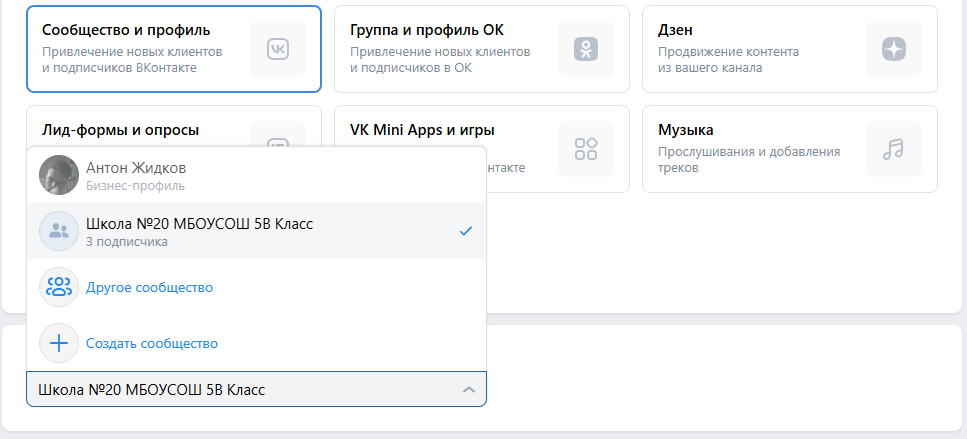 Сообщество и профиль
Привлечение новых клиентов
и подписчиков ВКонтакте
Группа и профиль ОК
Привлечение новых клиентов
и подписчиков в ОК
Дзен
Продвижение контента
из вашего канала
Лид-формы и опросы
VK Mini Apps и игры
нтакте
Музыка
Прослушивания и добавления
треков
Антон Жидков
Бизнес-профиль
Школа №20 МБОУСОШ 5В Класс
3 подписчика
Другое сообщество
Создать сообщество
Школа №20 МБОУСОШ 5В Класс